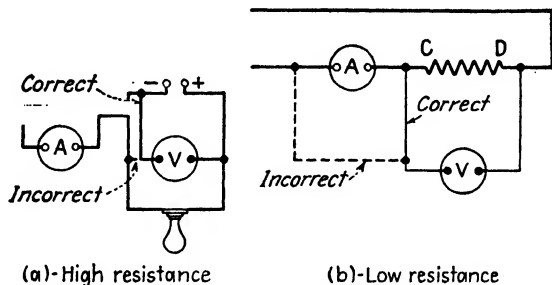 Correct
- +
A
V
Incorrect
(a)-High resistance
C D
A
Correct
V
Incorrect
(b)-Low resistance